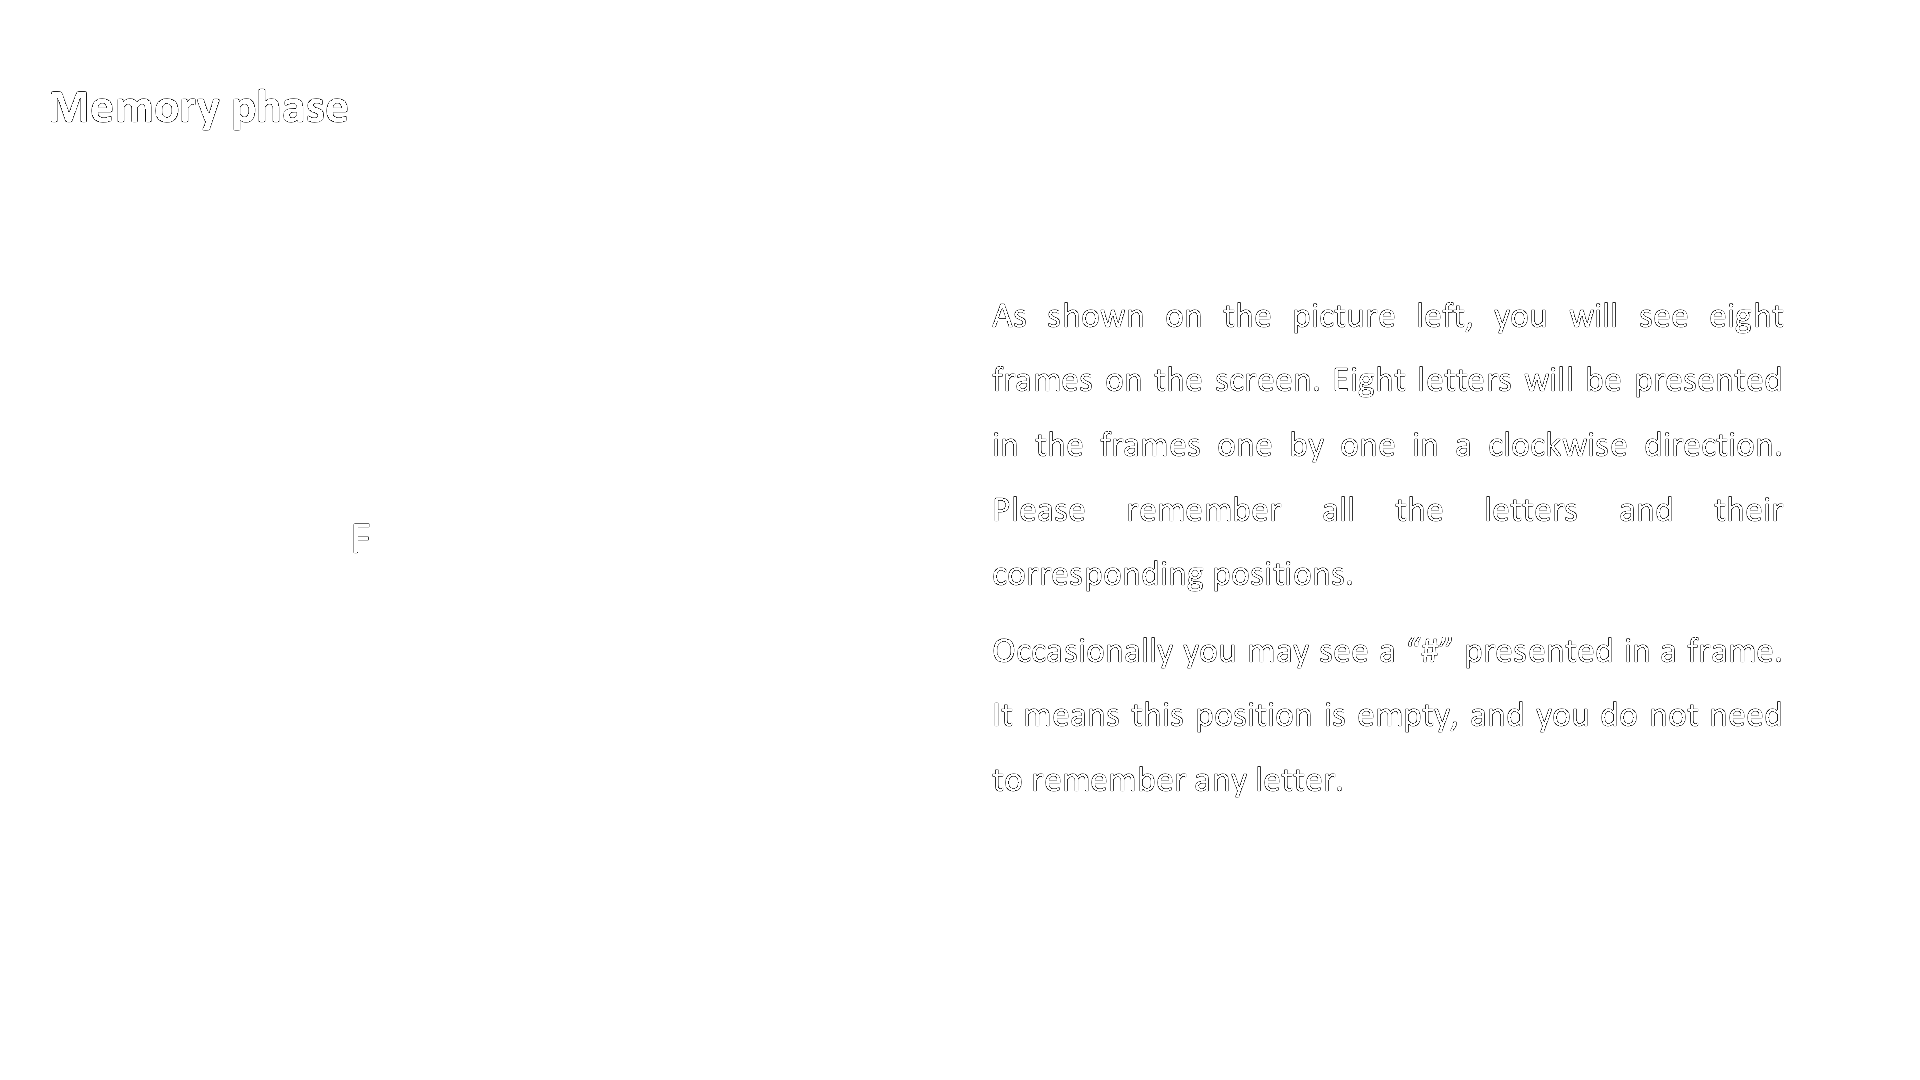 Memory phase
F
As shown on the picture left, you will see eight
frames on the screen. Eight letters will be presented
in the frames one by one in a clockwise direction.
Please remember all the letters and their
corresponding positions.
Occasionally you may see a “#” presented in a frame.
It means this position is empty, and you do not need
to remember any letter.